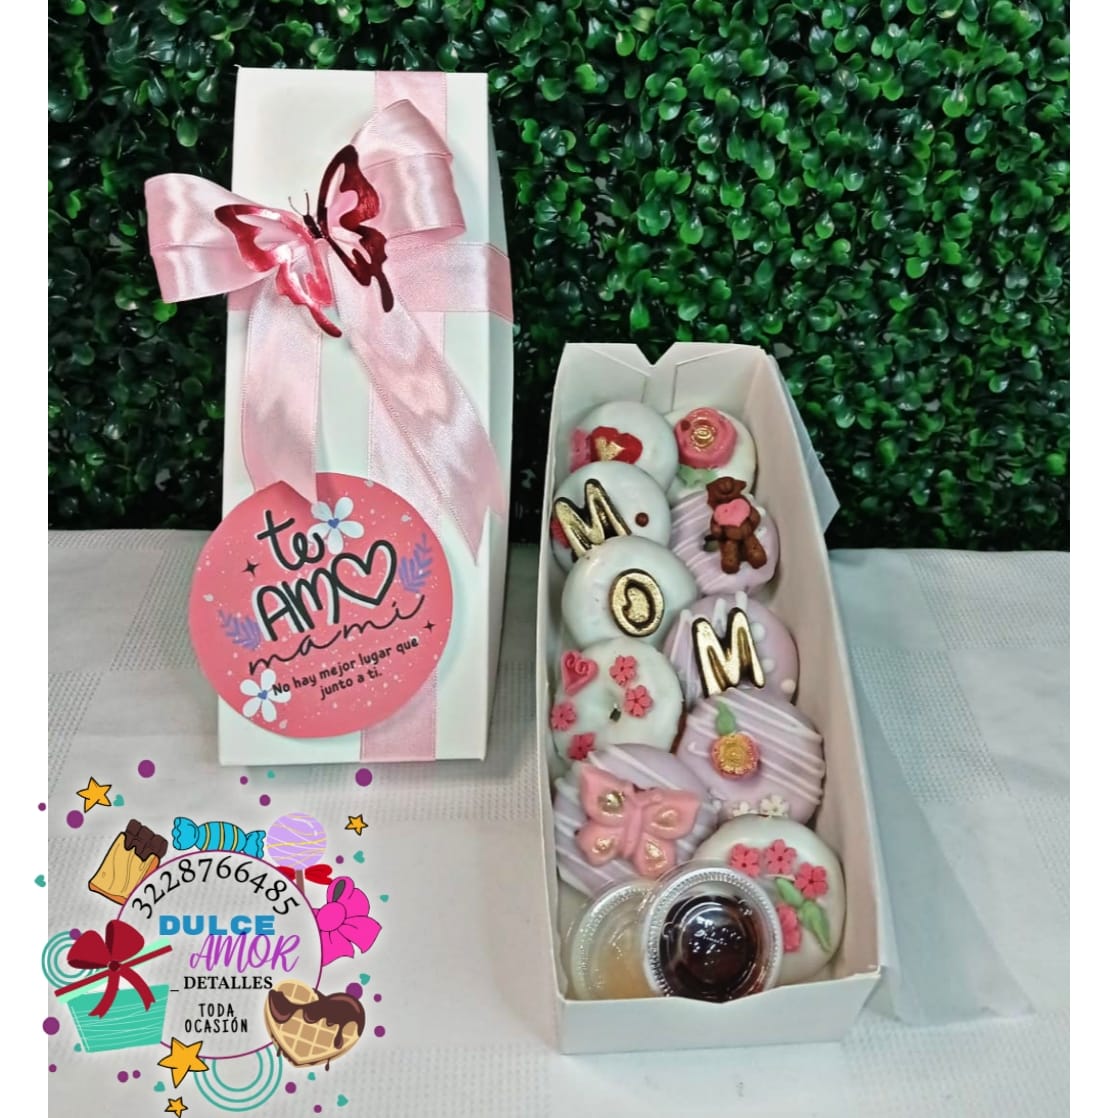 te
AMO
mami
No hay mejor lugar que
junto a ti.
M
O
M
3228766485
DULCE
AMOR
_DETALLES
TODA
OCASIÓN